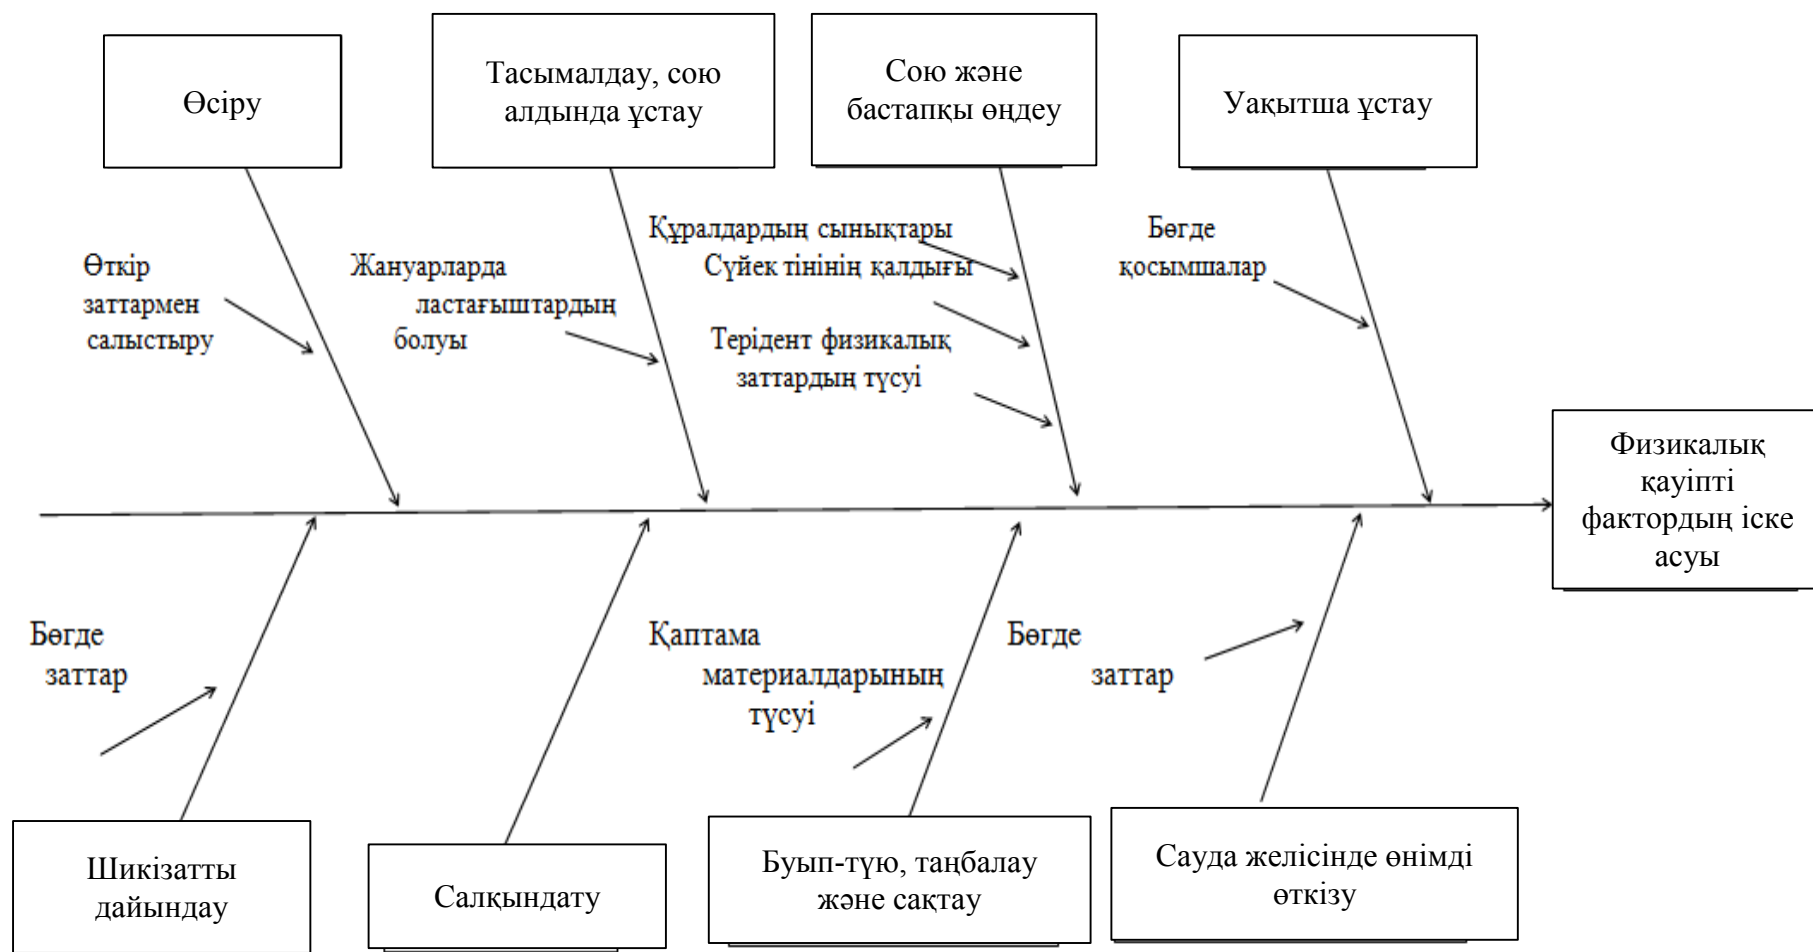 Өсіру
Тасымалдау, сою
алдында ұстау
Сою және
бастапқы өңдеу
Уақытша ұстау
Өткір
заттармен
салыстыру
Жануарларда
ластағыштардың
болуы
Құралдардың сынықтары
Сүйек тінінің қалдығы
Терідент физикалық
заттардың түсуі
Бөгде
қосымшалар
Физикалық
қауіпті
фактордың іске
асуы
Бөгде
заттар
Қаптама
материалдарының
түсуі
Бөгде
заттар
Шикізатты
дайындау
Салқындату
Буып-түю, таңбалау
және сақтау
Сауда желісінде өнімді
өткізу